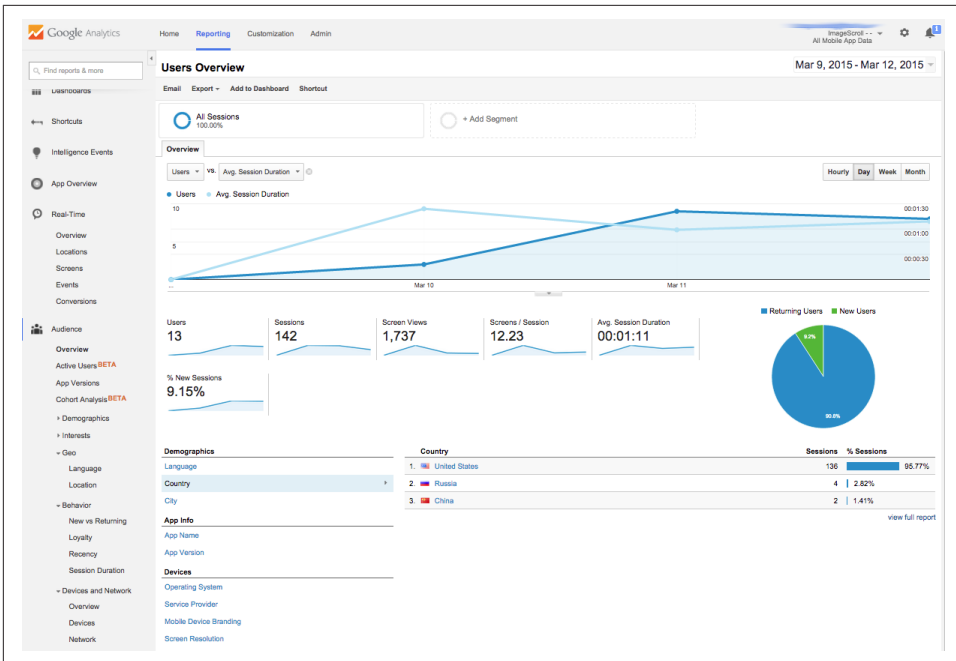 Google Analytics
Home Reporting Customization Admin
ImageScroll - -
All Mobile App Data
1
Find reports & more
Dashboards
Shortcuts
Intelligence Events
App Overview
Real-Time
Overview
Locations
Screens
Events
Conversions
Audience
Overview
Active Users BETA
App Versions
Cohort Analysis BETA
Demographics
Interests
Geo
Language
Location
Behavior
New vs Returning
Loyalty
Recency
Session Duration
Devices and Network
Overview
Devices
Network
Users Overview
Mar 9, 2015 - Mar 12, 2015
Email Export Add to Dashboard Shortcut
All Sessions
100.00%
+ Add Segment
Overview
Users VS. Avg. Session Duration
Hourly Day Week Month
Users Avg. Session Duration
10 00:01:30
00:01:00
5
00:00:30
... Mar 10 Mar 11
Users
13
Sessions
142
Screen Views
1,737
Screens / Session
12.23
Avg. Session Duration
00:01:11
% New Sessions
9.15%
Returning Users New Users
9.2%
90.8%
Demographics
Language
Country
City
App Info
App Name
App Version
Devices
Operating System
Service Provider
Mobile Device Branding
Screen Resolution
Country Sessions % Sessions
1. United States 136 95.77%
2. Russia 4 2.82%
3. China 2 1.41%
view full report